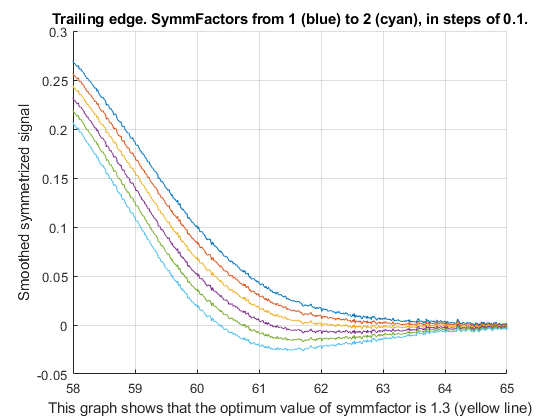 Trailing edge. SymmFactors from 1 (blue) to 2 (cyan), in steps of 0.1.
0.3
0.25
0.2
0.15
0.1
0.05
0
-0.05
Smoothed symmetrized signal
58 59 60 61 62 63 64 65
This graph shows that the optimum value of symmfactor is 1.3 (yellow line)